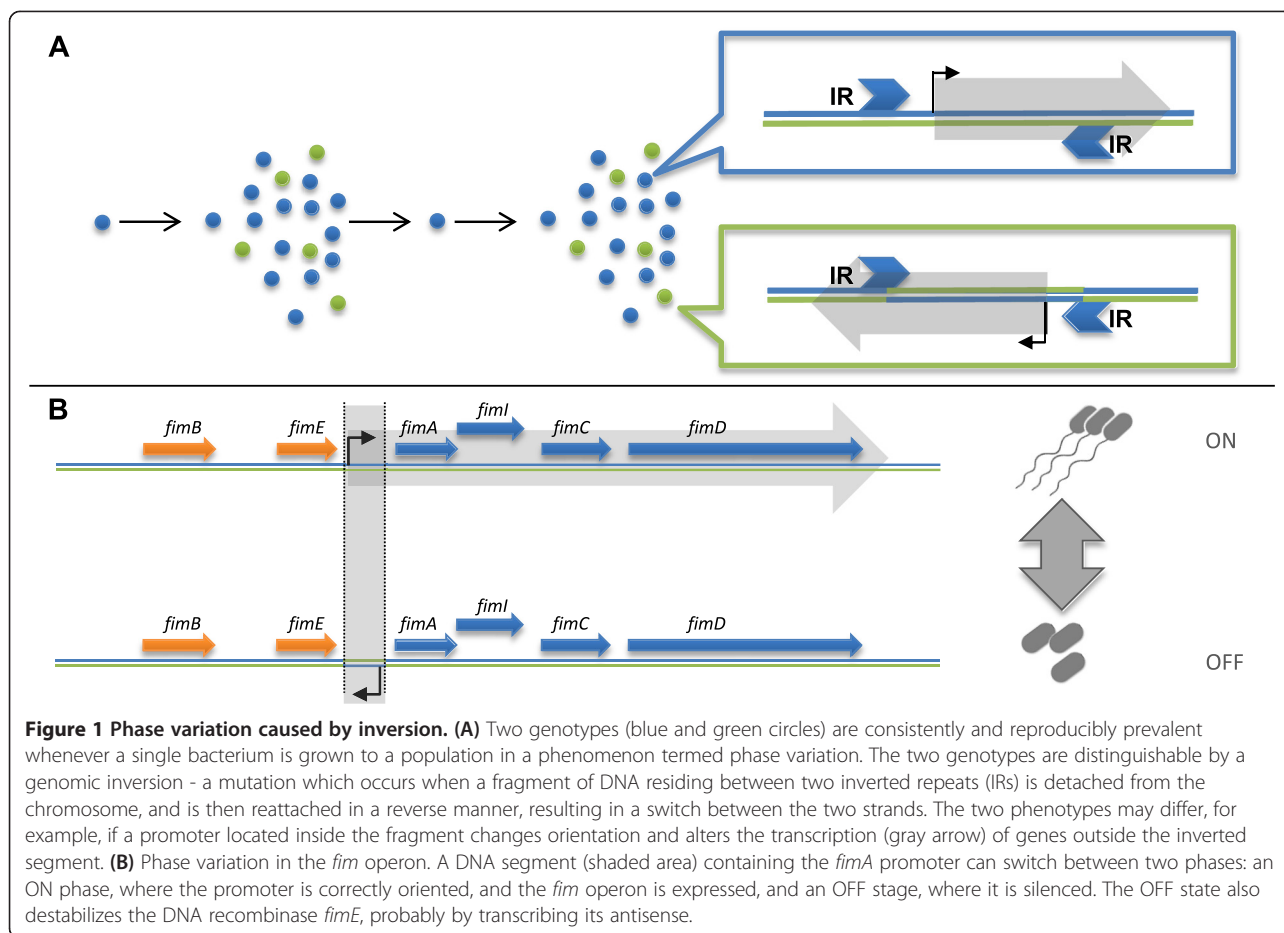 A
IR
IR
IR
IR
B
fimB
fimE
fimA
fimI
fimC
fimD
ON
fimB
fimE
fimA
fimI
fimC
fimD
OFF
Figure 1 Phase variation caused by inversion. (A) Two genotypes (blue and green circles) are consistently and reproducibly prevalent
whenever a single bacterium is grown to a population in a phenomenon termed phase variation. The two genotypes are distinguishable by a
genomic inversion - a mutation which occurs when a fragment of DNA residing between two inverted repeats (IRs) is detached from the
chromosome, and is then reattached in a reverse manner, resulting in a switch between the two strands. The two phenotypes may differ, for
example, if a promoter located inside the fragment changes orientation and alters the transcription (gray arrow) of genes outside the inverted
segment. (B) Phase variation in the fim operon. A DNA segment (shaded area) containing the fimA promoter can switch between two phases: an
ON phase, where the promoter is correctly oriented, and the fim operon is expressed, and an OFF stage, where it is silenced. The OFF state also
destabilizes the DNA recombinase fimE, probably by transcribing its antisense.